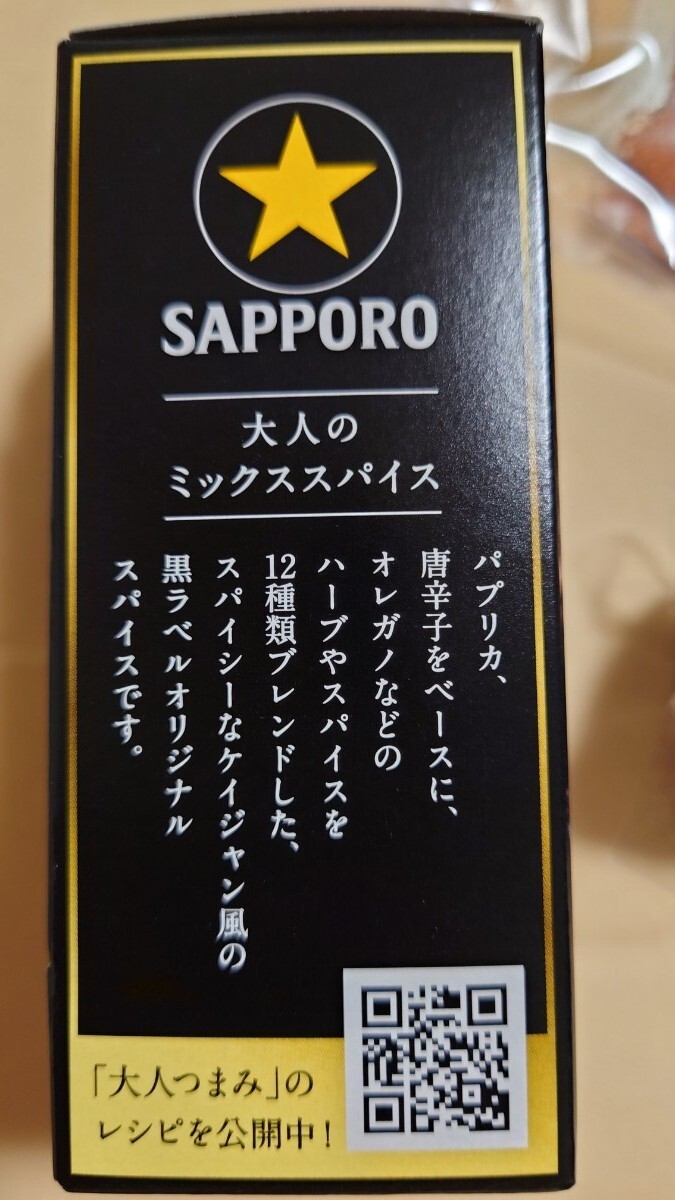 SAPPORO
大人の
ミックススパイス
パプリカ、
唐辛子をベースに、
オレガノなどの
ハーブやスパイスを
12種類ブレンドした、
スパイシーなケイジャン風の
黒ラベルオリジナル
スパイスです。
「大人つまみ」の
レシピを公開中!